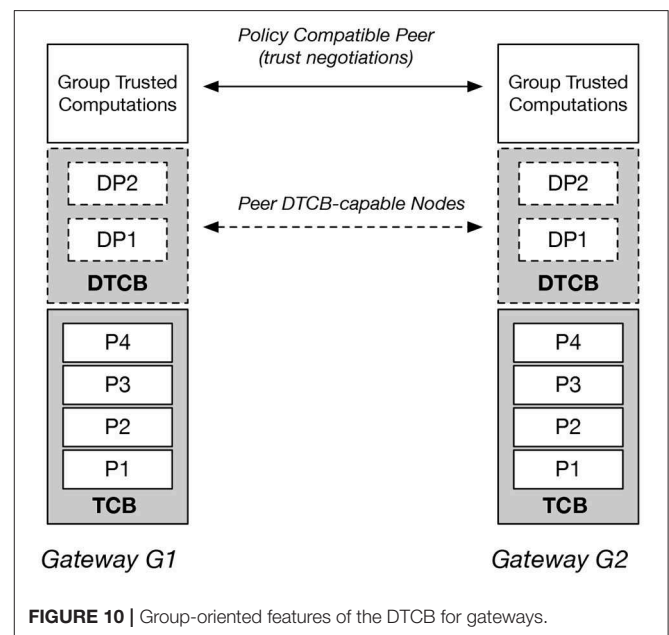 Policy Compatible Peer
(trust negotiations)
Group Trusted
Computations
Group Trusted
Computations
DP2
DP2
Peer DTCB-capable Nodes
DP1
DP1
DTCB
DTCB
P4
P4
P3
P3
P2
P2
P1
P1
TCB
TCB
Gateway G1
Gateway G2
FIGURE 10 | Group-oriented features of the DTCB for gateways.